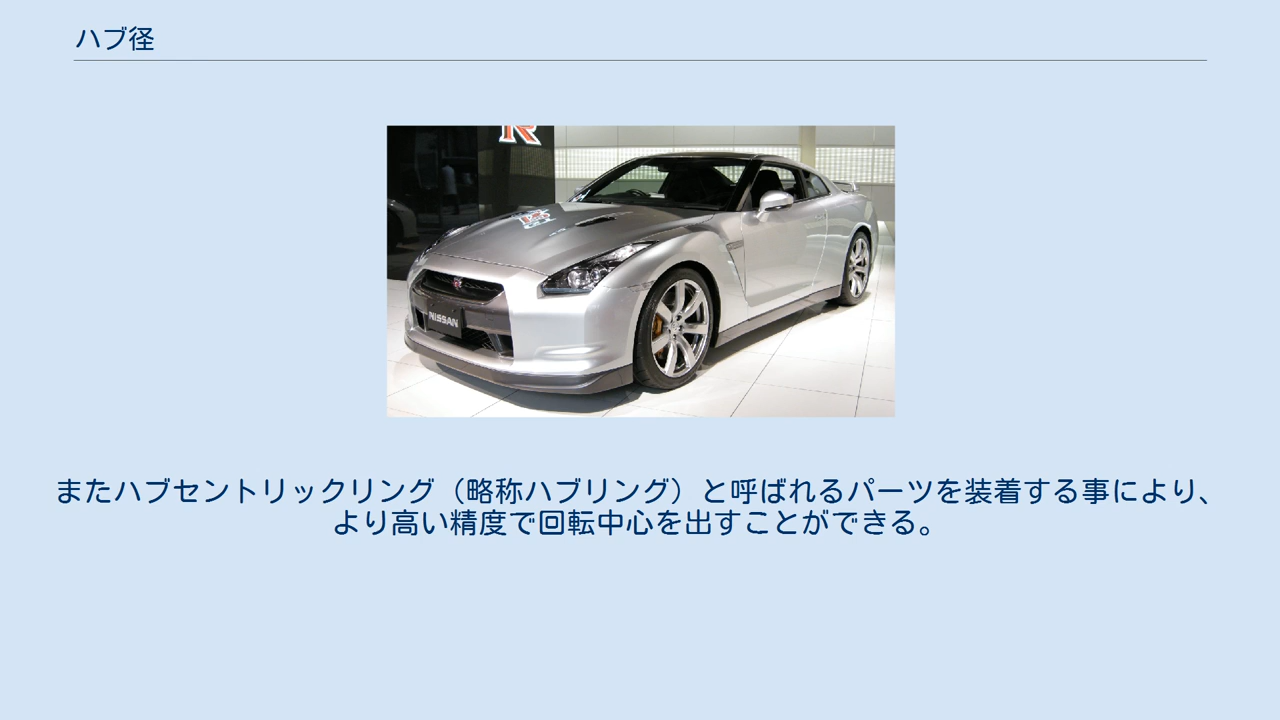 ハブ径
R
NISSAN
またハブセントリックリング（略称ハブリング）と呼ばれるパーツを装着する事により、
より高い精度で回転中心を出すことができる。